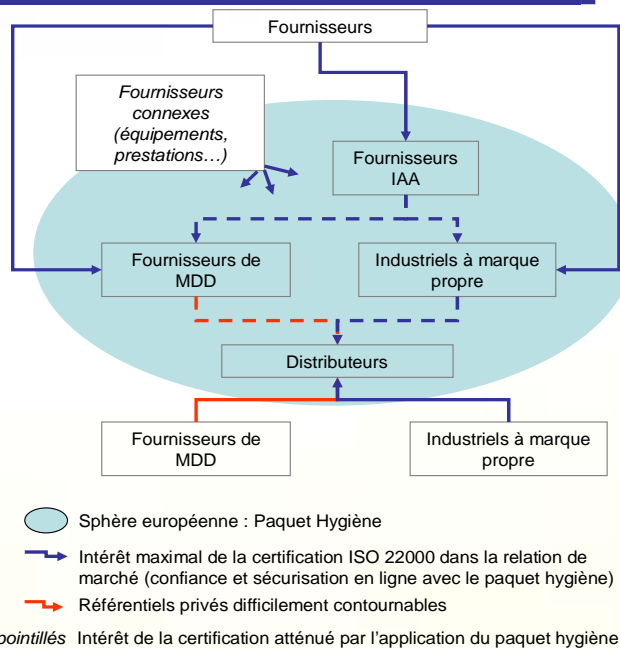 Fournisseurs
Fournisseurs
connexes
(équipements,
prestations…)
Fournisseurs
IAA
Fournisseurs de
MDD
Industriels à marque
propre
Distributeurs
Fournisseurs de
MDD
Industriels à marque
propre
Sphère européenne : Paquet Hygiène
Intérêt maximal de la certification ISO 22000 dans la relation de
marché (confiance et sécurisation en ligne avec le paquet hygiène)
Référentiels privés difficilement contournables
pointillés Intérêt de la certification atténué par l'application du paquet hygiène